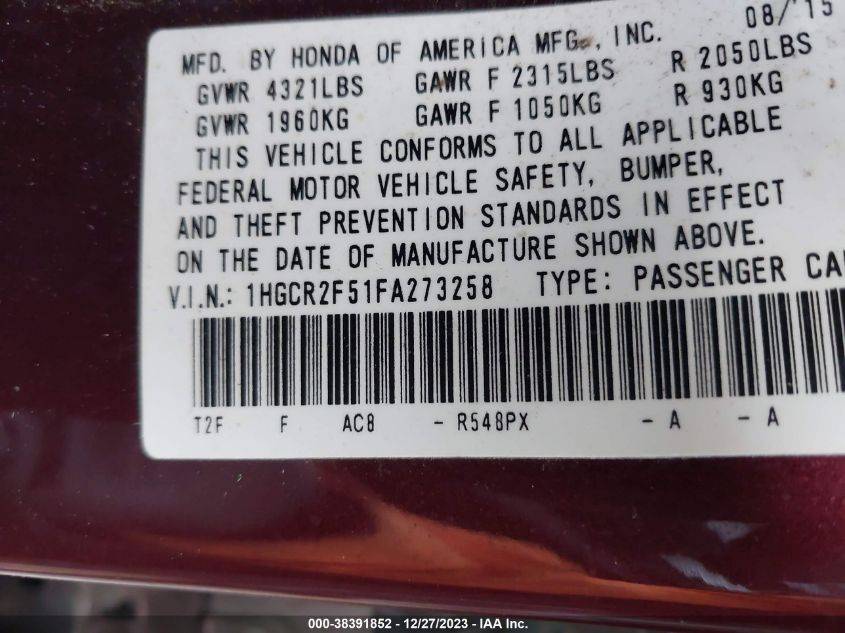 MFD. BY HONDA OF AMERICA MFG., INC. 08/'15
GVWR 4321LBS GAWR F 2315LBS R 2050LBS
GVWR 1960KG GAWR F 1050KG R 930KG
THIS VEHICLE CONFORMS TO ALL APPLICABLE
FEDERAL MOTOR VEHICLE SAFETY, BUMPER,
AND THEFT PREVENTION STANDARDS IN EFFECT
ON THE DATE OF MANUFACTURE SHOWN ABOVE.
V.I.N.: 1HGCR2F51FA273258 TYPE: PASSENGER CA
T2F F AC8 - R548PX - A - A
000-38391852 - 12/27/2023 - IAA Inc.